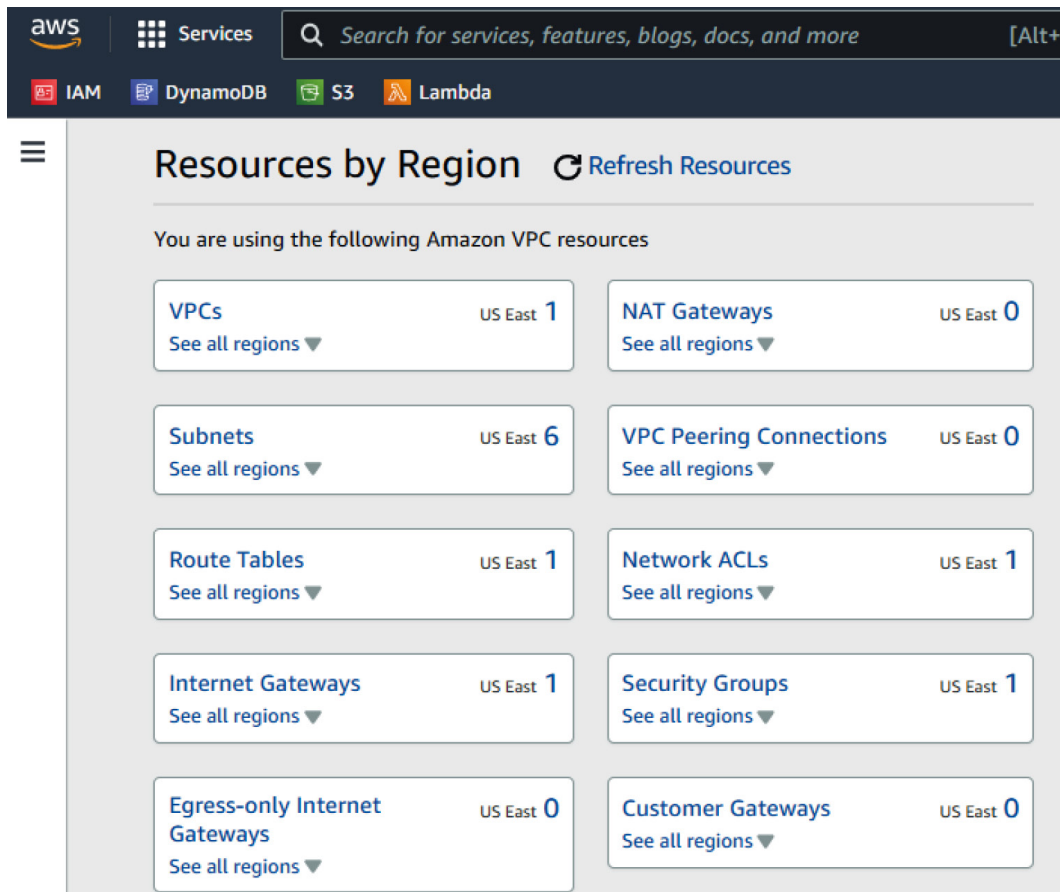 aws
Services
Search for services, features, blogs, docs, and more
[Alt+
IAM
DynamoDB
S3
Lambda
Resources by Region
Refresh Resources
You are using the following Amazon VPC resources
VPCs US East 1
See all regions
NAT Gateways US East 0
See all regions
Subnets US East 6
See all regions
VPC Peering Connections US East 0
See all regions
Route Tables US East 1
See all regions
Network ACLs US East 1
See all regions
Internet Gateways US East 1
See all regions
Security Groups US East 1
See all regions
Egress-only Internet US East 0
Gateways
See all regions
Customer Gateways US East 0
See all regions